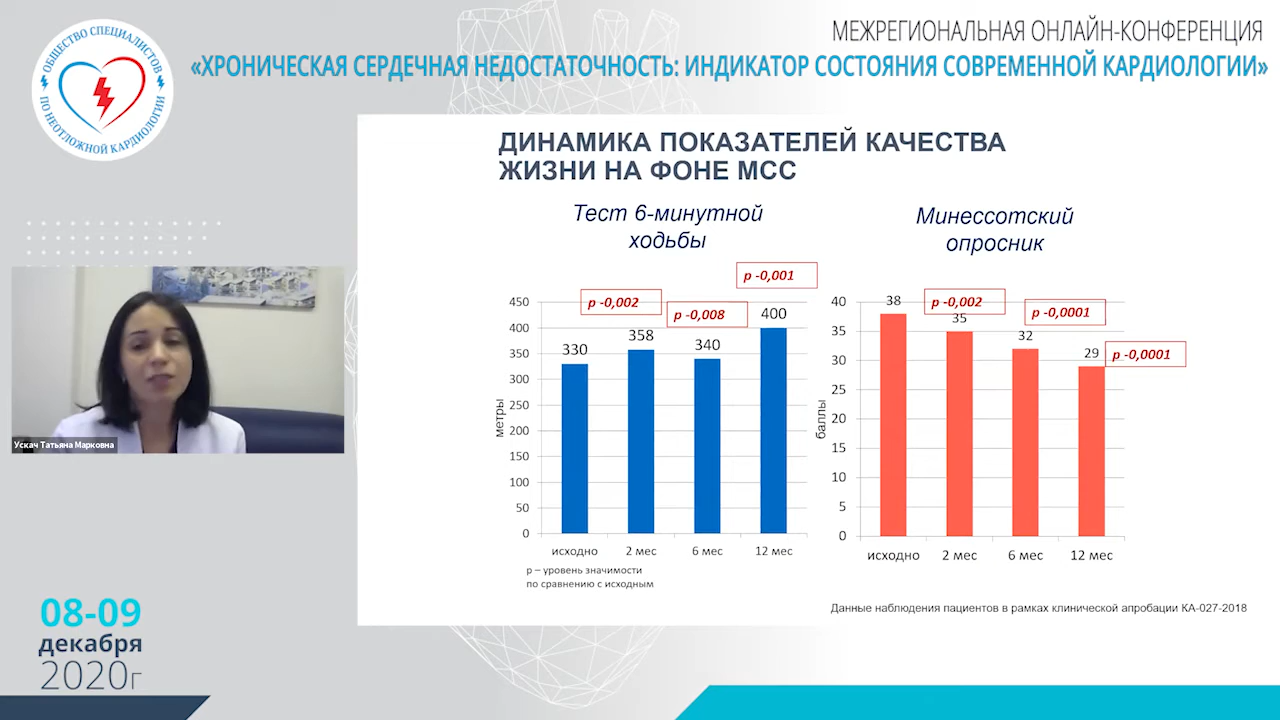 ОБЩЕСТВО СПЕЦИАЛИСТОВ
ПО НЕОТЛОЖНОЙ КАРДИОЛОГИИ
МЕЖРЕГИОНАЛЬНАЯ ОНЛАЙН-КОНФЕРЕНЦИЯ
«ХРОНИЧЕСКАЯ СЕРДЕЧНАЯ НЕДОСТАТОЧНОСТЬ: ИНДИКАТОР СОСТОЯНИЯ СОВРЕМЕННОЙ КАРДИОЛОГИИ»
ДИНАМИКА ПОКАЗАТЕЛЕЙ КАЧЕСТВА
ЖИЗНИ НА ФОНЕ МСС
Тест 6-минутной
ходьбы
p -0,001
p -0,002
p -0,008
450
400
350
300
250
200
150
100
50
0
метры
330
358
340
400
исходно 2 мес 6 мес 12 мес
p – уровень значимости
по сравнению с исходным
Минессотский
опросник
p -0,002
p -0,0001
p -0,0001
40
35
30
25
20
15
10
5
0
баллы
38
35
32
29
исходно 2 мес 6 мес 12 мес
Данные наблюдения пациентов в рамках клинической апробации КА-027-2018
Ускач Татьяна Марковна
08-09
декабря
2020г